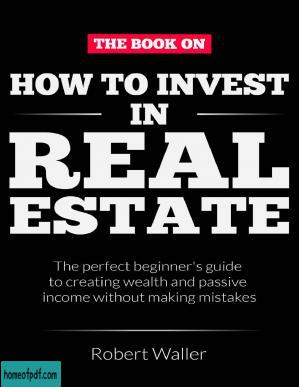 THE BOOK ON
HOW TO INVEST
IN
REAL
ESTATE
The perfect beginner's guide
to creating wealth and passive
income without making mistakes
Robert Waller
homeofpdf.com